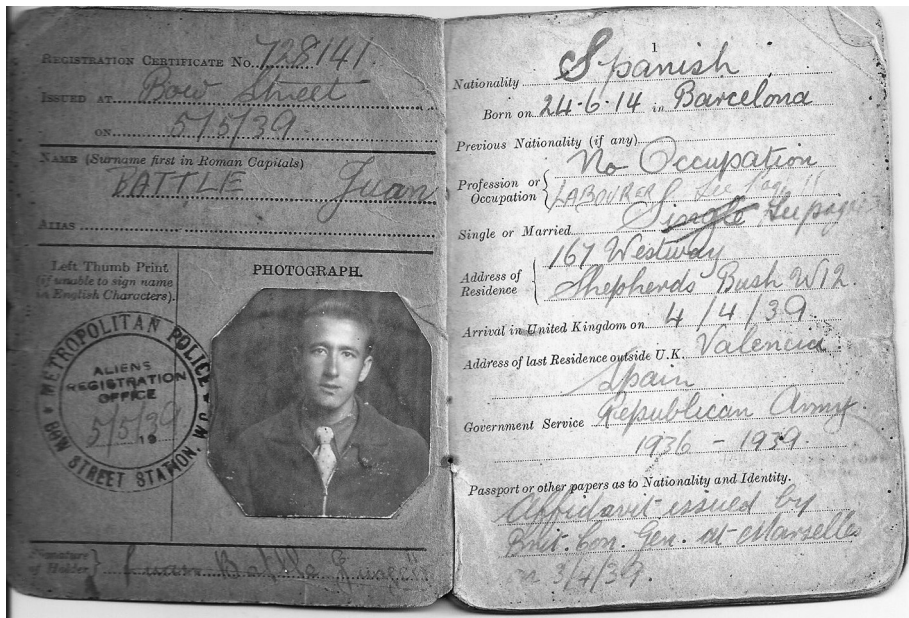 REGISTRATION CERTIFICATE No. 728141.
ISSUED AT Bow Street
ON 5/5/39.
NAME (Surname first in Roman Capitals)
BATTLE Juan
ALIAS
Left Thumb Print
(if unable to sign name
in English Characters).
PHOTOGRAPH.
METROPOLITAN POLICE
ALIENS
REGISTRATION
OFFICE
5/5/39
19
BOW STREET STATION, W.C.
Signature
of Holder} Juan Battle
1
Nationality Spanish
Born on 24-6-14 in Barcelona
Previous Nationality (if any)
No Occupation
Profession or
Occupation { LABOURER See Page 11
Single or Married Single See page
Address of
Residence { 167 Westway
Shepherds Bush W12.
Arrival in United Kingdom on 4/4/39.
Address of last Residence outside U.K. Valencia,
Spain
Government Service Republican Army.
1936 - 1939.
Passport or other papers as to Nationality and Identity.
Affidavit issued by
Brit. Con. Gen. at Marseilles
on 3/4/39.